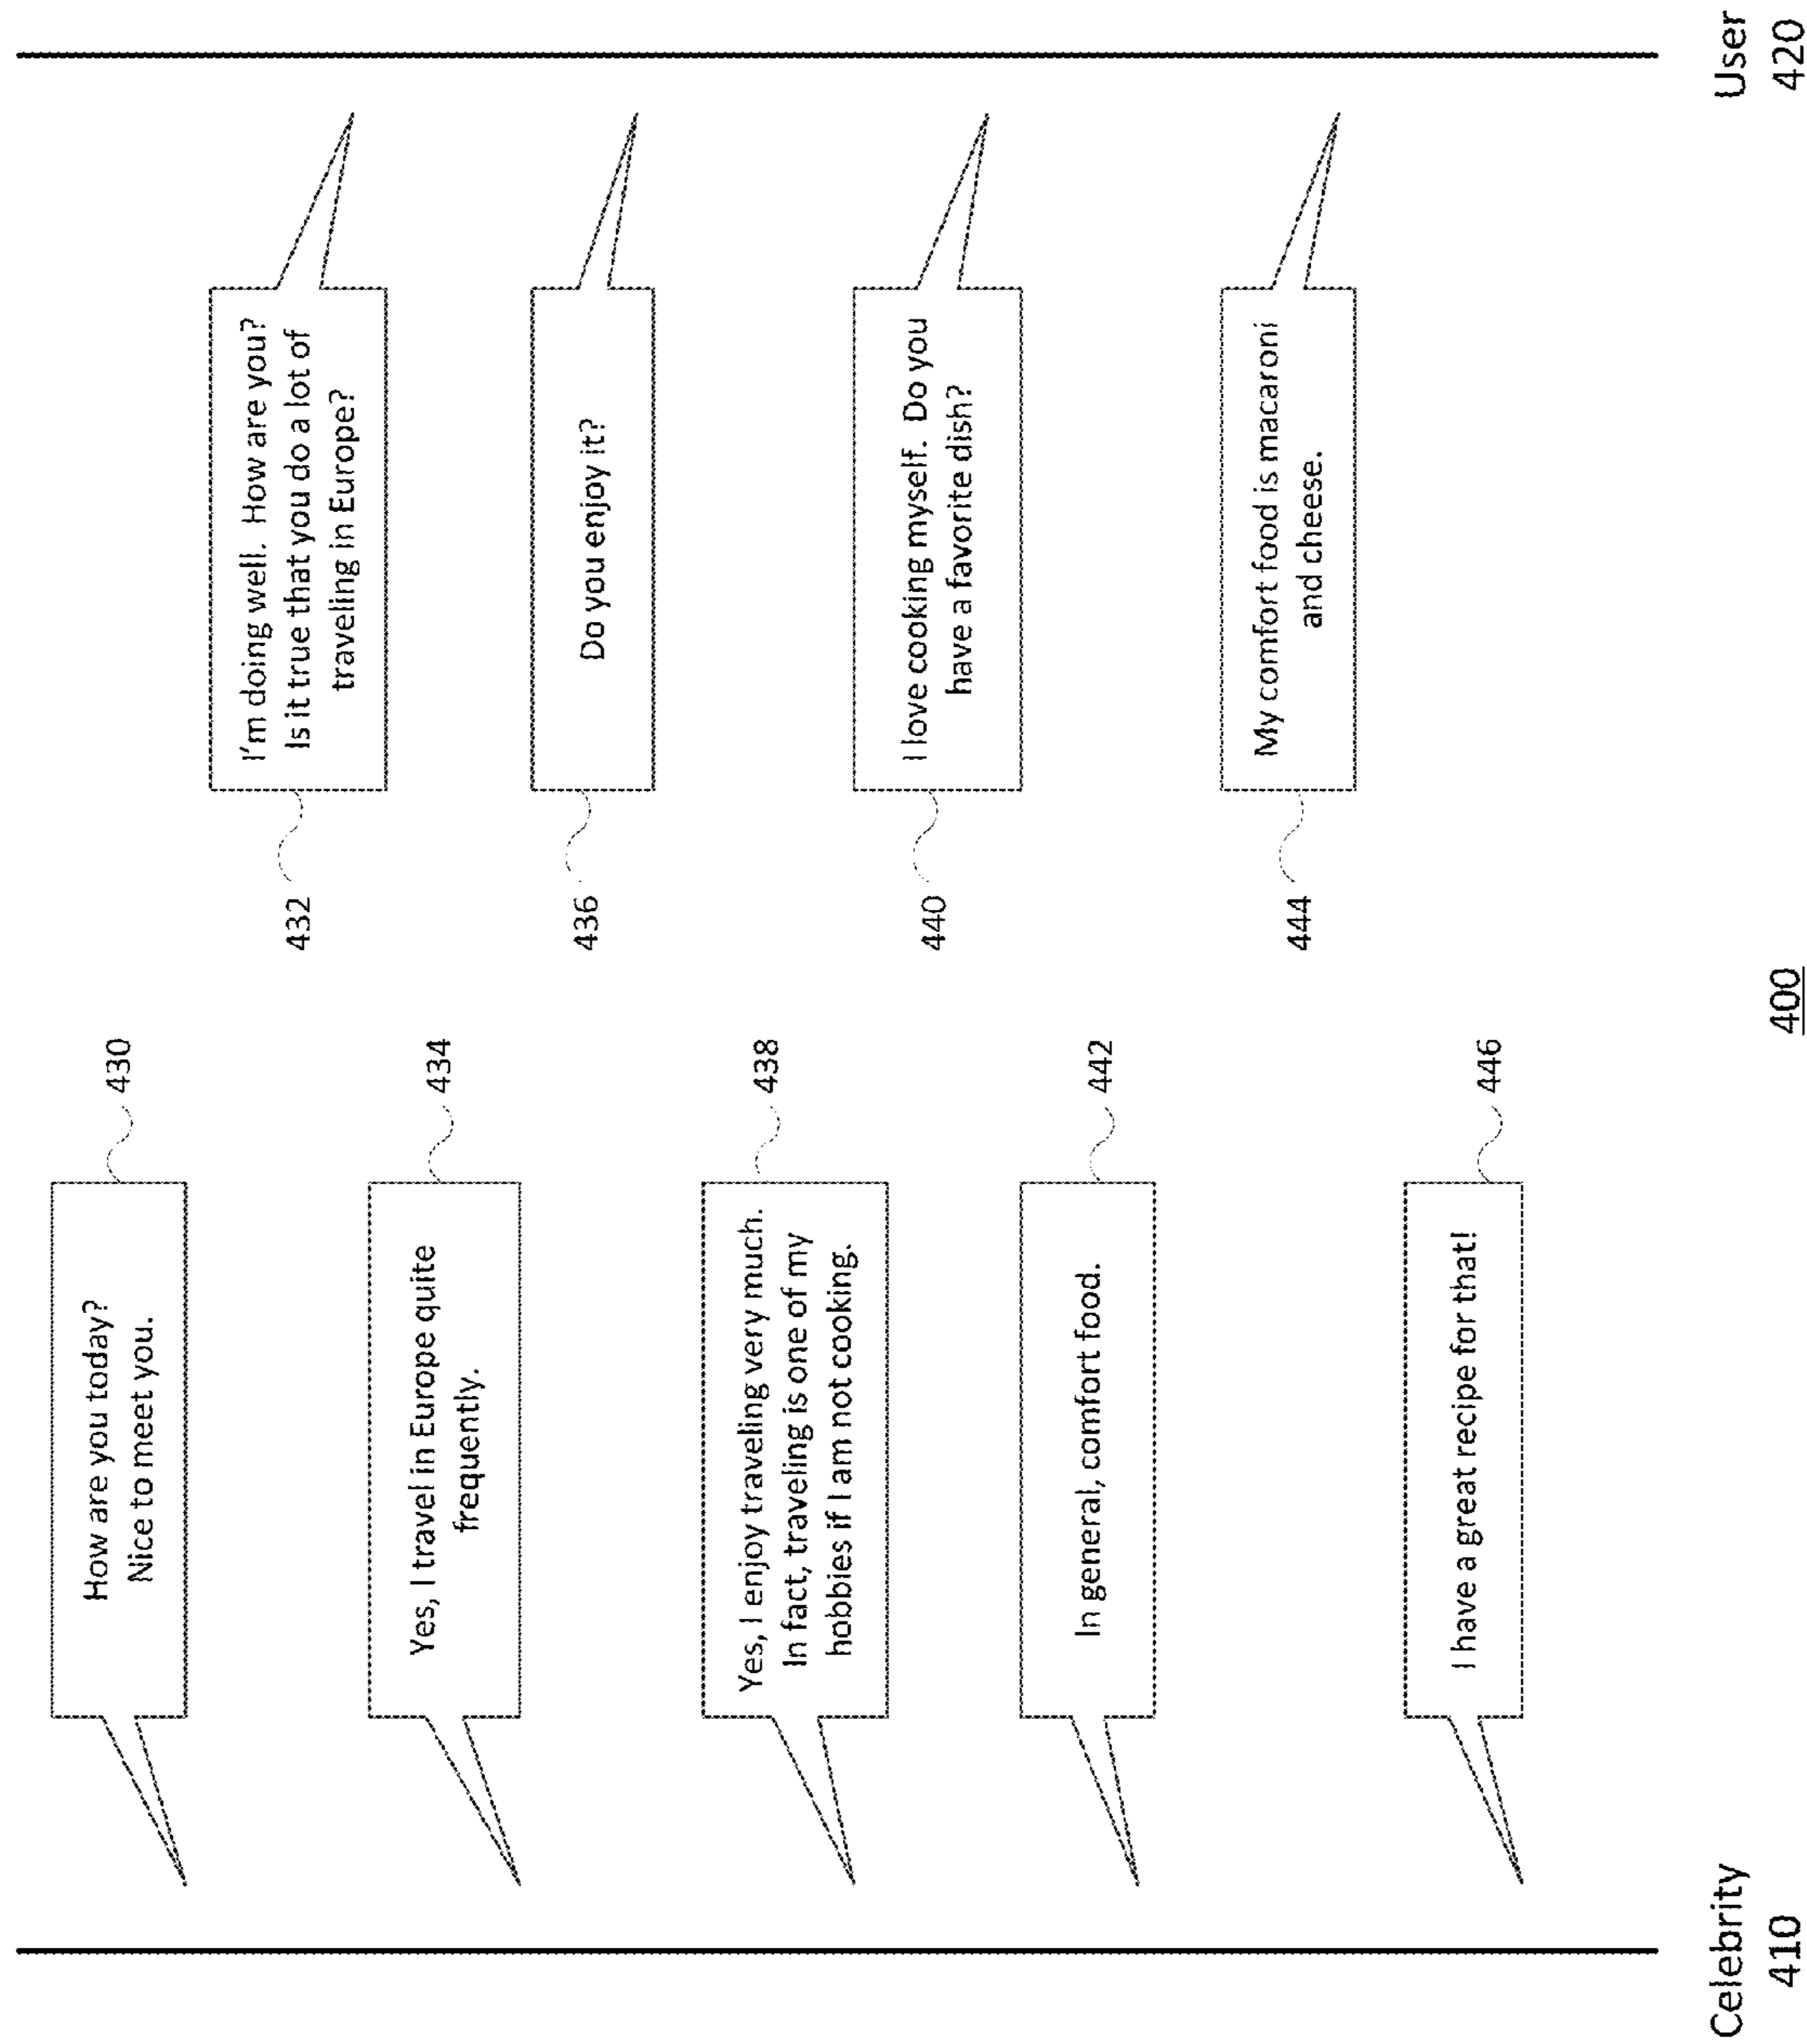 How are you today?
Nice to meet you.
430
I'm doing well. How are you?
Is it true that you do a lot of
traveling in Europe?
432
Yes, I travel in Europe quite
frequently.
434
Do you enjoy it?
436
Yes, I enjoy traveling very much.
In fact, traveling is one of my
hobbies if I am not cooking.
438
I love cooking myself. Do you
have a favorite dish?
440
In general, comfort food.
442
My comfort food is macaroni
and cheese.
444
I have a great recipe for that!
446
Celebrity
410
User
420
400